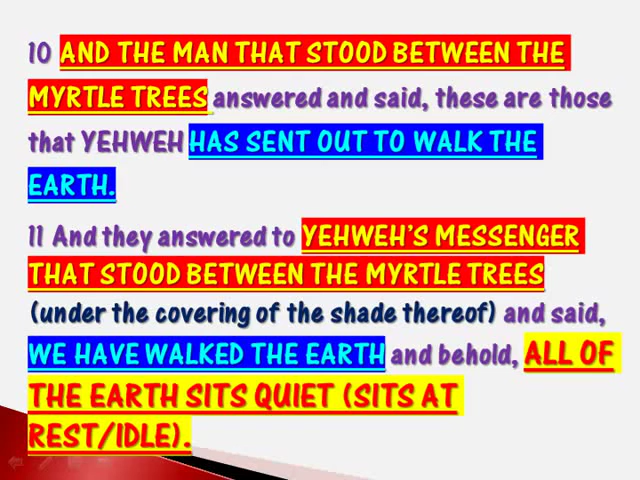 10 AND THE MAN THAT STOOD BETWEEN THE
MYRTLE TREES answered and said, these are those
that YEHWEH HAS SENT OUT TO WALK THE
EARTH.
11 And they answered to YEHWEH'S MESSENGER
THAT STOOD BETWEEN THE MYRTLE TREES
(under the covering of the shade thereof) and said,
WE HAVE WALKED THE EARTH and behold, ALL OF
THE EARTH SITS QUIET (SITS AT
REST/IDLE).